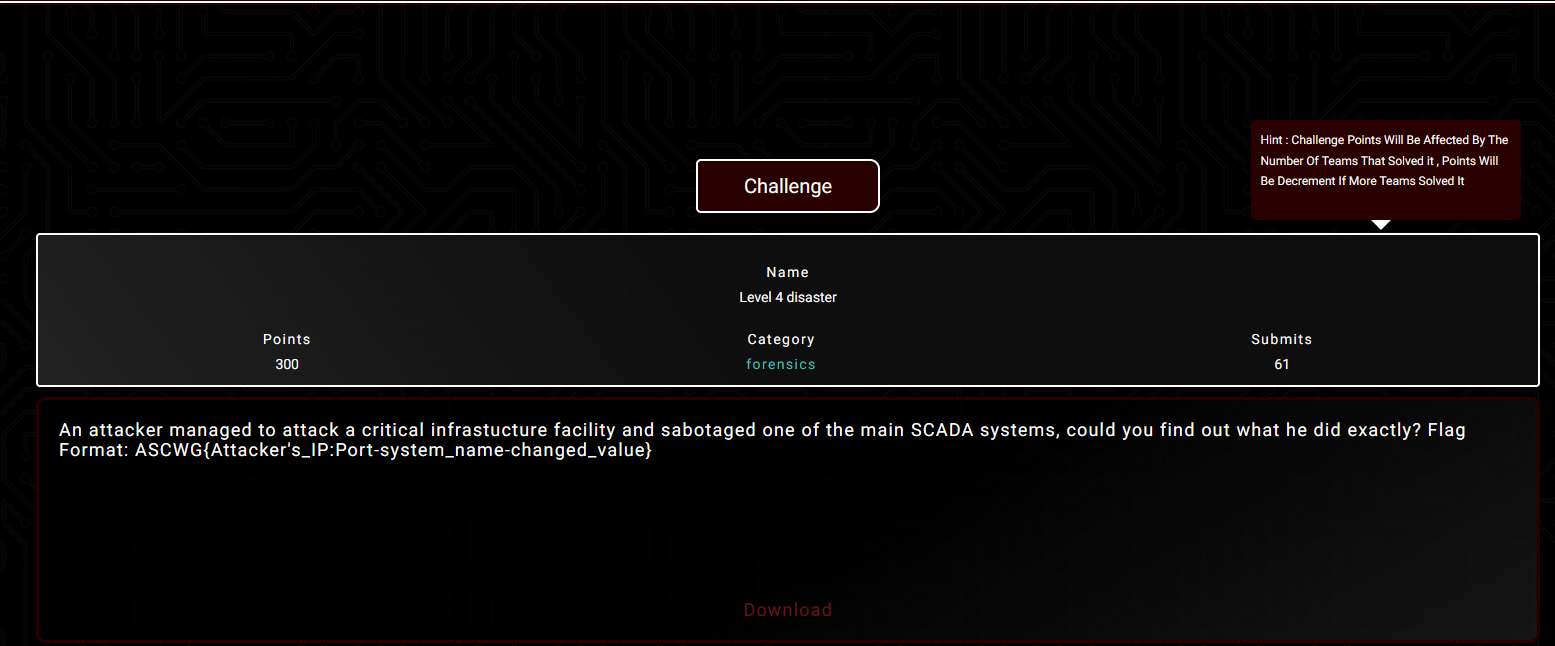 Hint : Challenge Points Will Be Affected By The
Number Of Teams That Solved it , Points Will
Be Decrement If More Teams Solved It
Challenge
Name
Level 4 disaster
Points
Category
Submits
300
forensics
61
An attacker managed to attack a critical infrastucture facility and sabotaged one of the main SCADA systems, could you find out what he did exactly? Flag
Format: ASCWG{Attacker's_IP:Port-system_name-changed_value}
Download